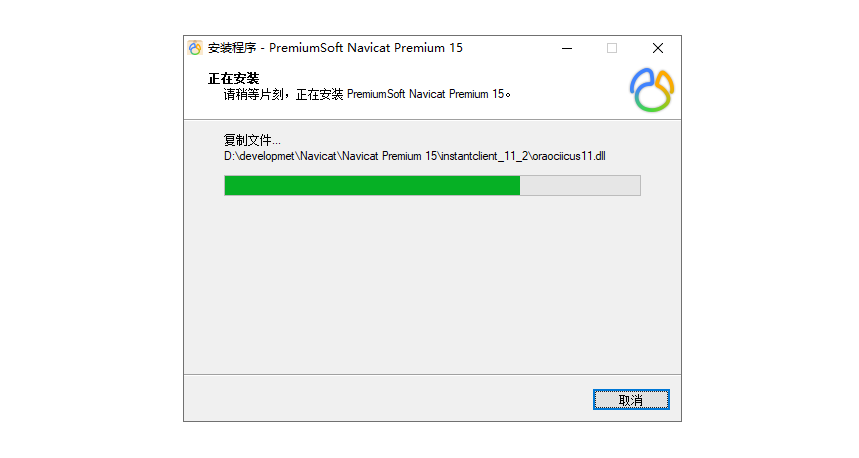 安装程序 - PremiumSoft Navicat Premium 15
正在安装
请稍等片刻，正在安装 PremiumSoft Navicat Premium 15。
复制文件...
D:\developmet\Navicat\Navicat Premium 15\instantclient_11_2\oraociicus11.dll
取消